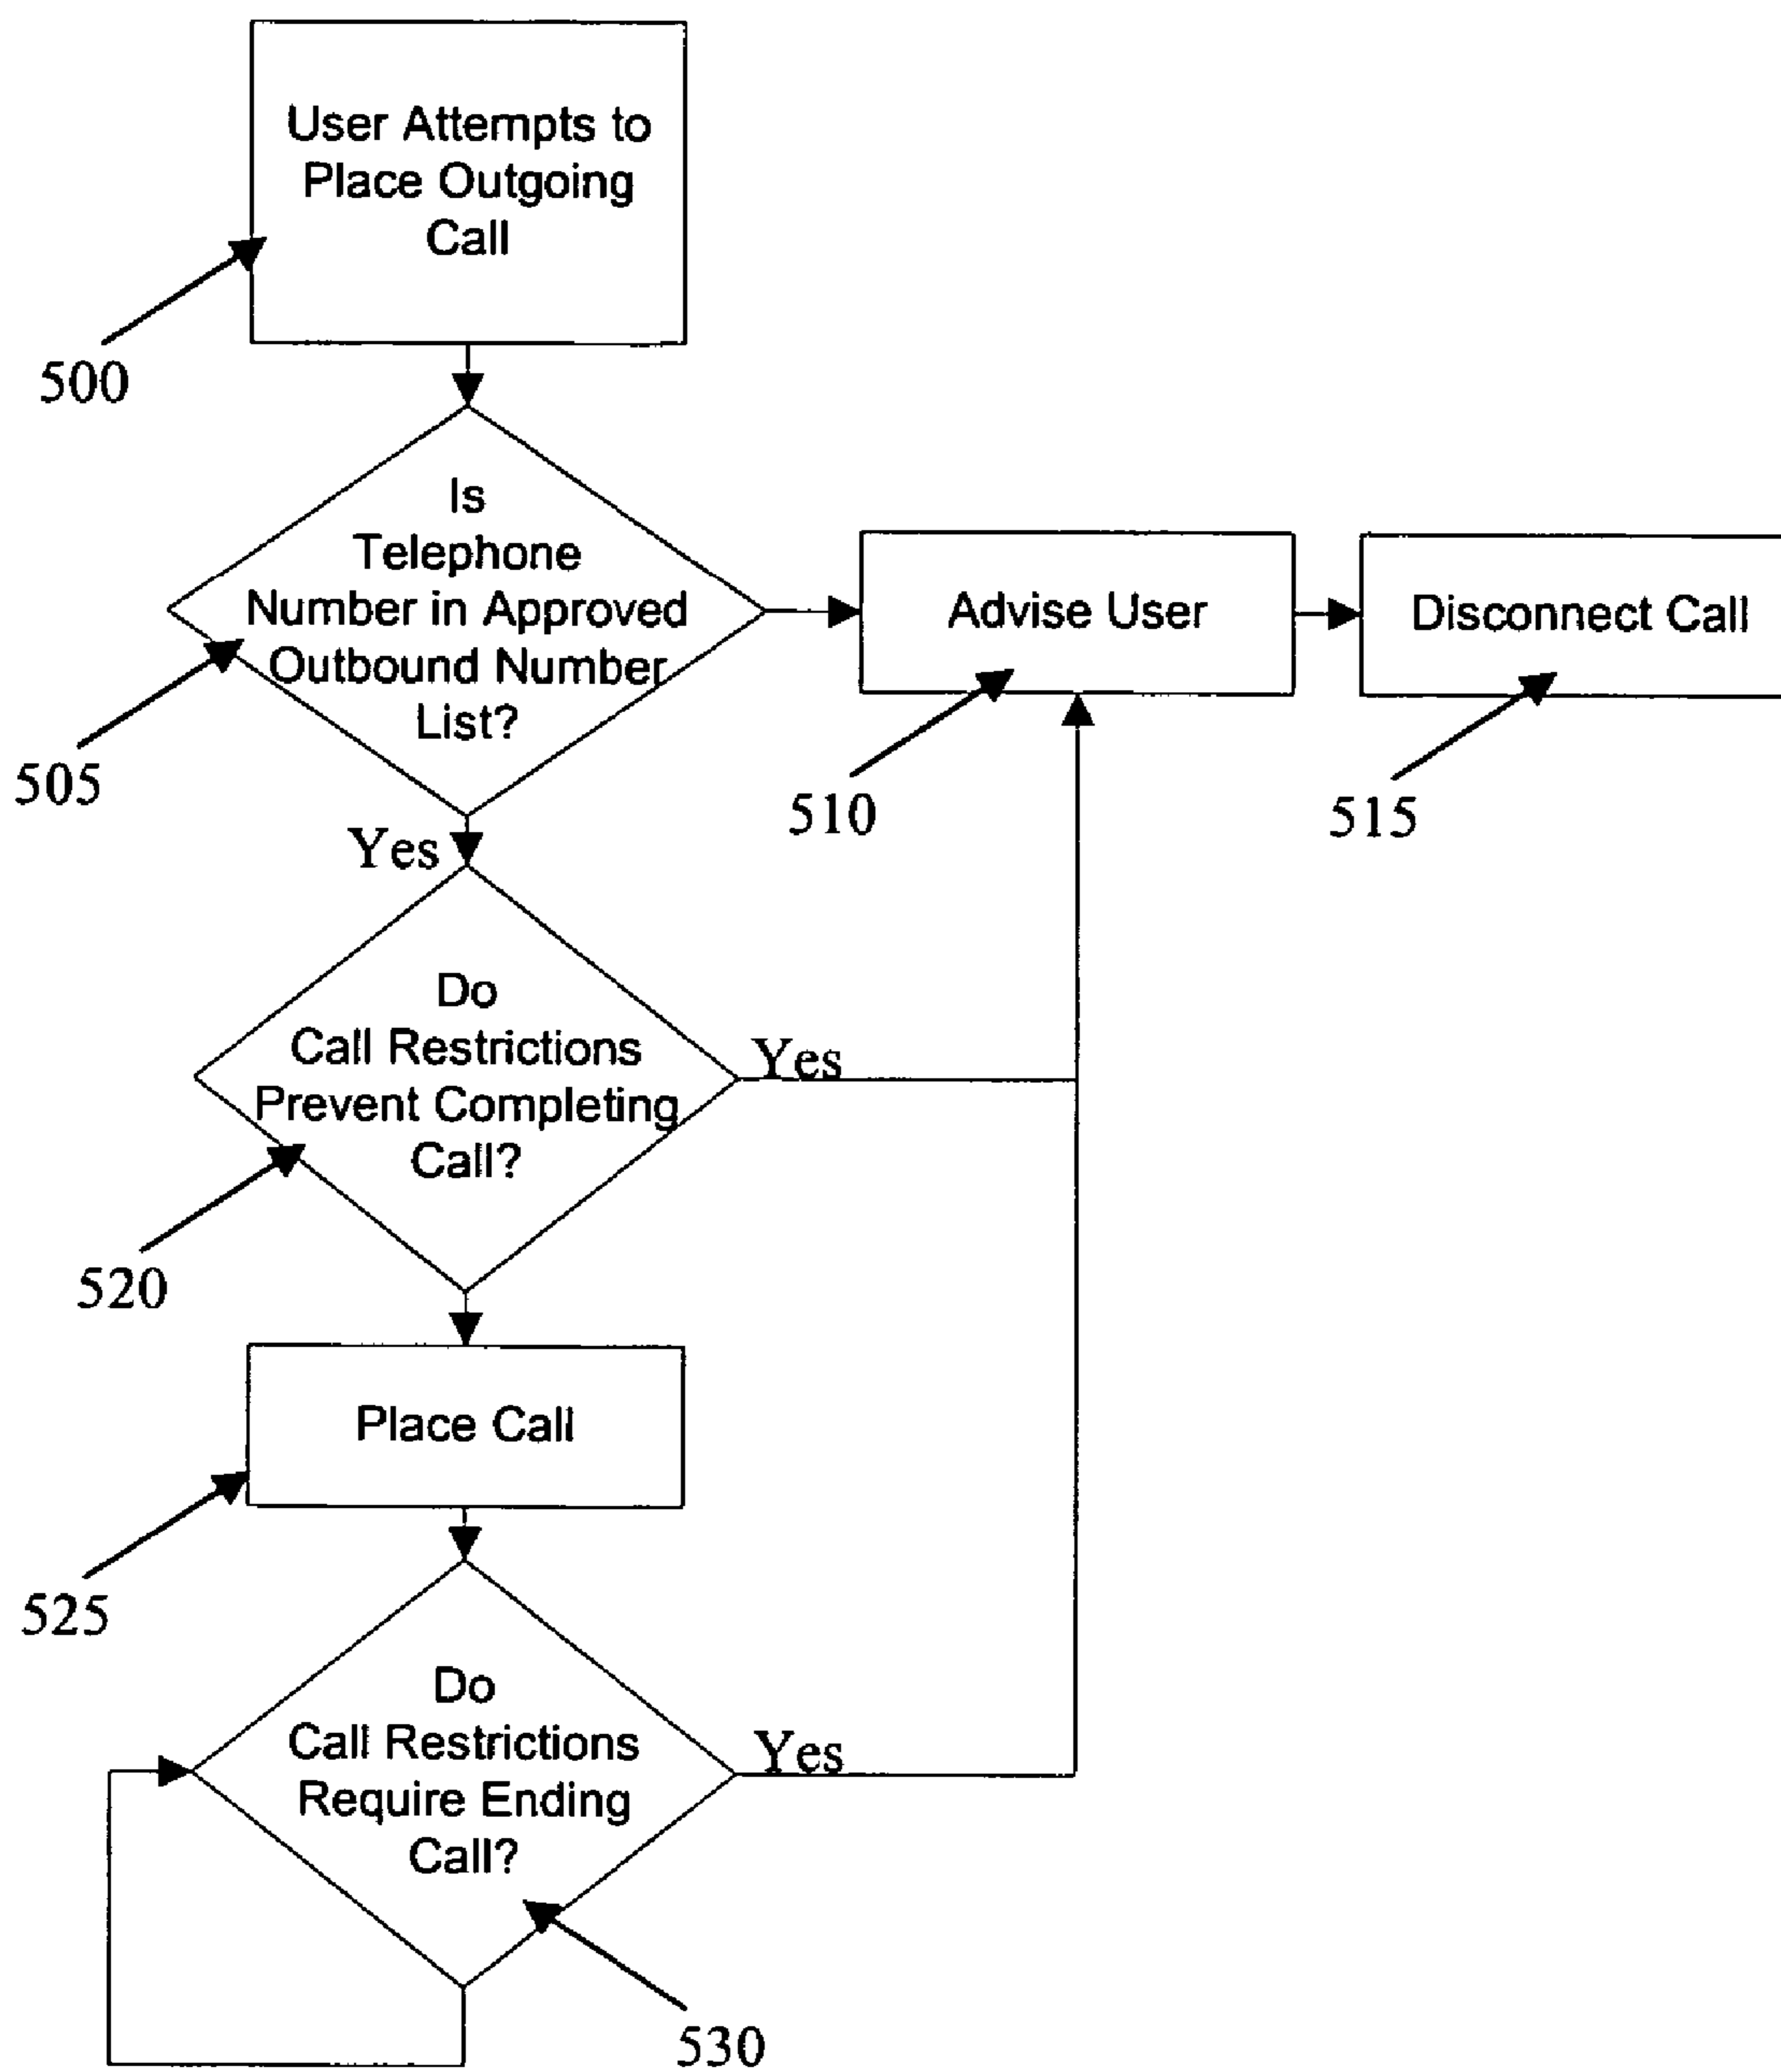 User Attempts to
Place Outgoing
Call
500
Is
Telephone
Number in Approved
Outbound Number
List?
505
Advise User
510
Disconnect Call
515
Yes
Do
Call Restrictions
Prevent Completing
Call?
Yes
520
Place Call
525
Do
Call Restrictions
Require Ending
Call?
Yes
530